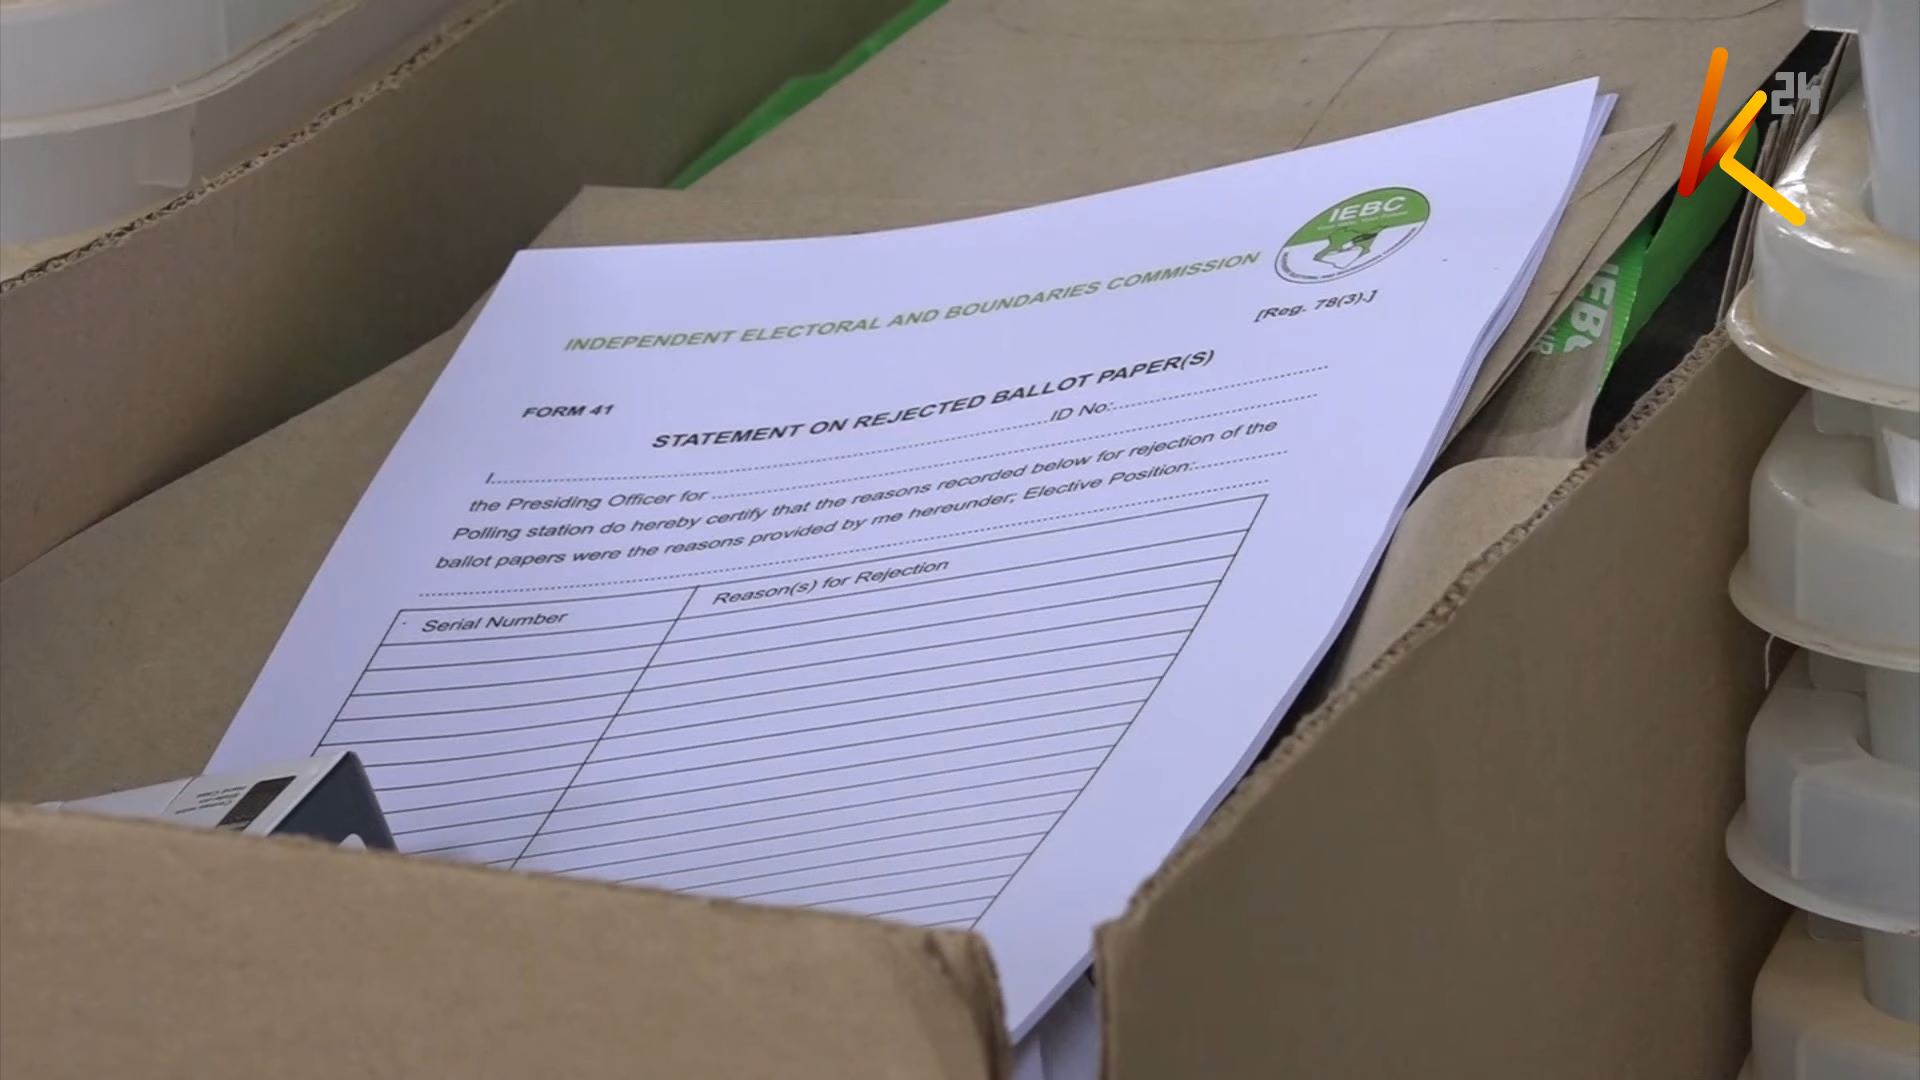 K24
IEBC
INDEPENDENT ELECTORAL AND BOUNDARIES COMMISSION
[Reg. 78(3).]
FORM 41
STATEMENT ON REJECTED BALLOT PAPER(S)
I.......................................................ID No:.....................................
the Presiding Officer for ...............................................................
Polling station do hereby certify that the reasons recorded below for rejection of the
ballot papers were the reasons provided by me hereunder; Elective Position:...............
Serial Number
Reason(s) for Rejection
IEBC